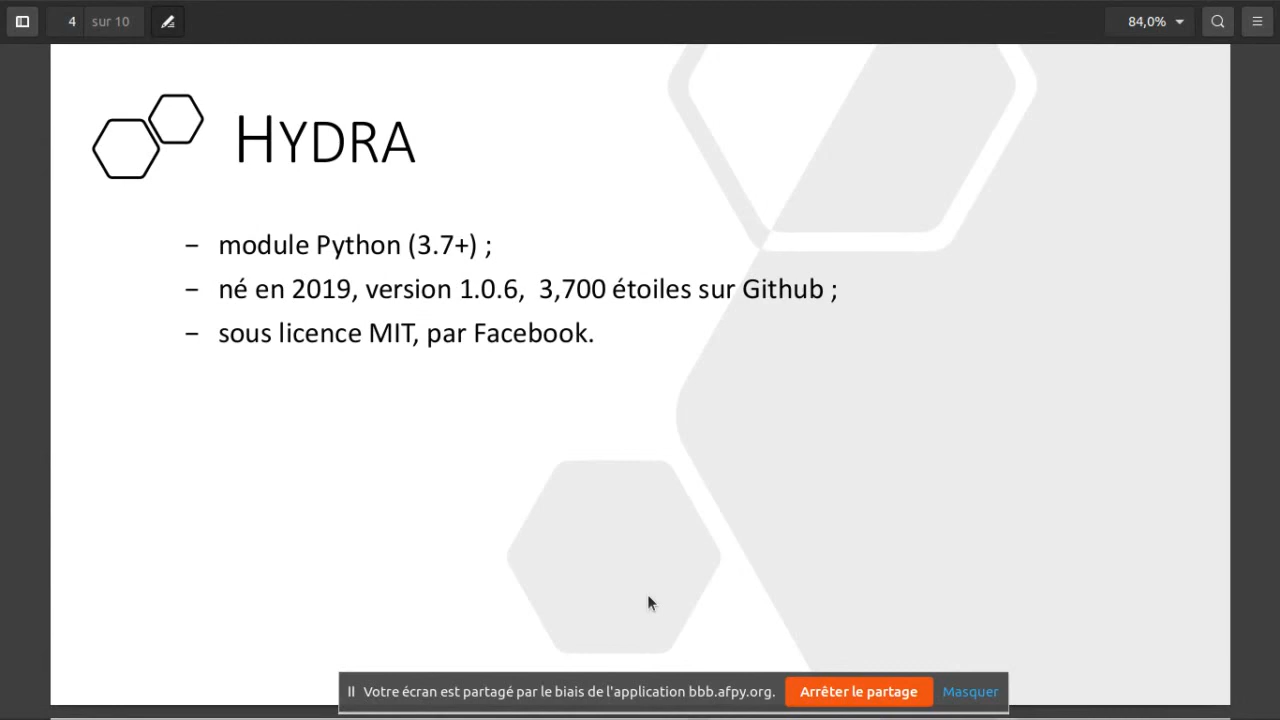 4 sur 10
84,0%
HYDRA
– module Python (3.7+) ;
– né en 2019, version 1.0.6, 3,700 étoiles sur Github ;
– sous licence MIT, par Facebook.
Votre écran est partagé par le biais de l'application bbb.afpy.org. Arrêter le partage Masquer